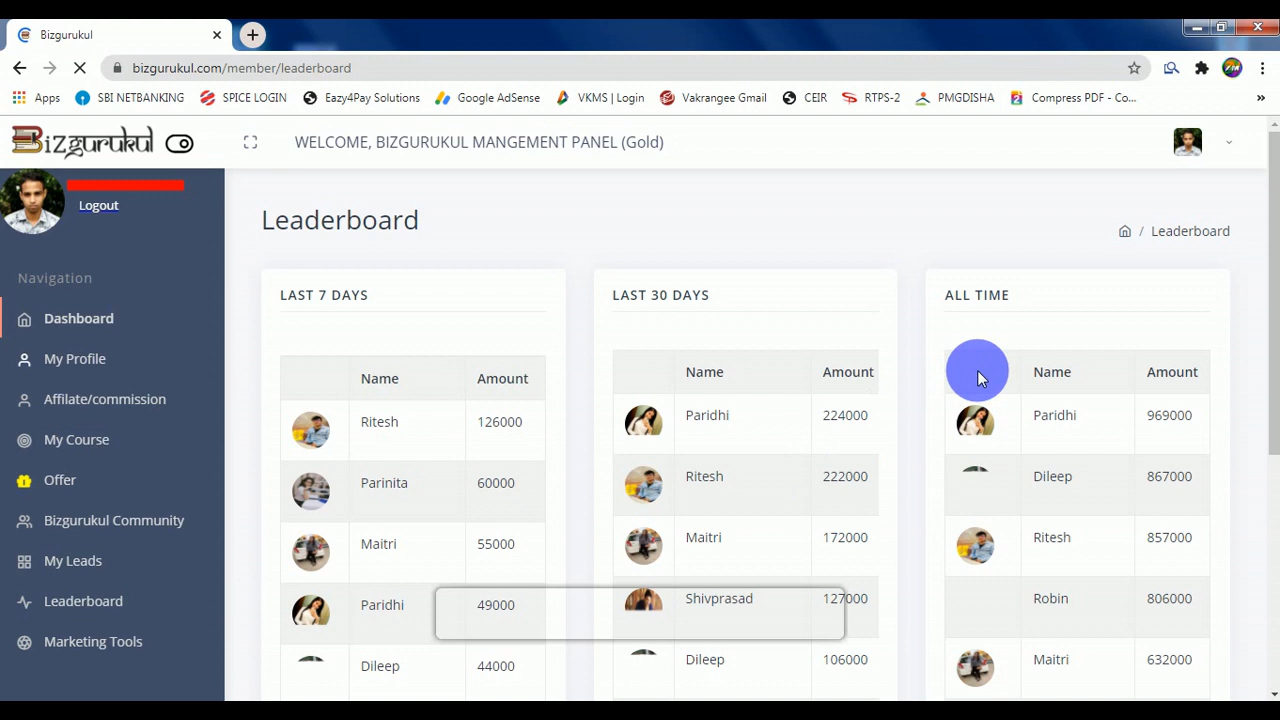 Bizgurukul
bizgurukul.com/member/leaderboard
Apps SBI NETBANKING SPICE LOGIN Eazy4Pay Solutions Google AdSense VKMS | Login Vakrangee Gmail CEIR RTPS-2 PMGDISHA Compress PDF - Co... »
Bizgurukul
WELCOME, BIZGURUKUL MANGEMENT PANEL (Gold)
Logout
Navigation
Dashboard
My Profile
Affilate/commission
My Course
Offer
Bizgurukul Community
My Leads
Leaderboard
Marketing Tools
Leaderboard
/ Leaderboard
LAST 7 DAYS
Name Amount
Ritesh 126000
Parinita 60000
Maitri 55000
Paridhi 49000
Dileep 44000
LAST 30 DAYS
Name Amount
Paridhi 224000
Ritesh 222000
Maitri 172000
Shivprasad 127000
Dileep 106000
ALL TIME
Name Amount
Paridhi 969000
Dileep 867000
Ritesh 857000
Robin 806000
Maitri 632000